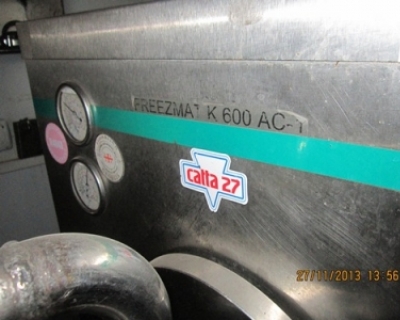 FREEZMAT K 600 AC-1
calta 27
27/11/2013 13:56